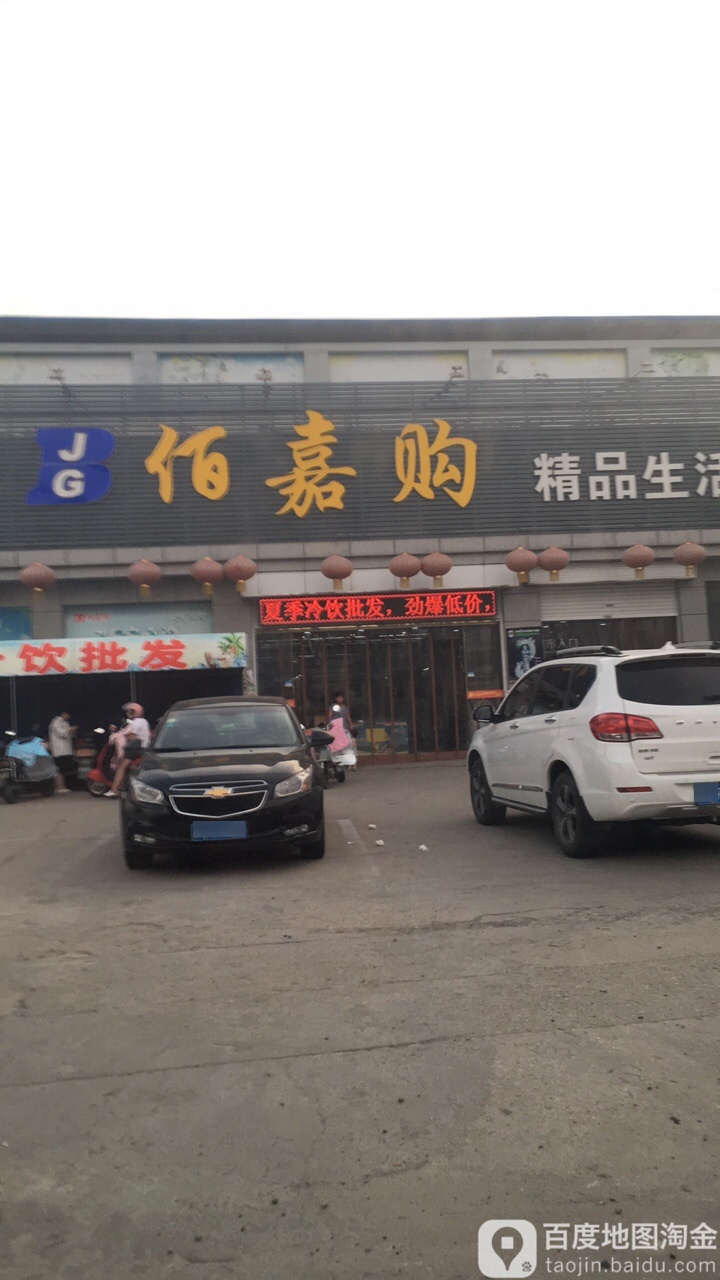 BJG 佰嘉购 精品生活
夏季冷饮批发，劲爆低价，
饮批发
百度地图淘金
taojin.baidu.com